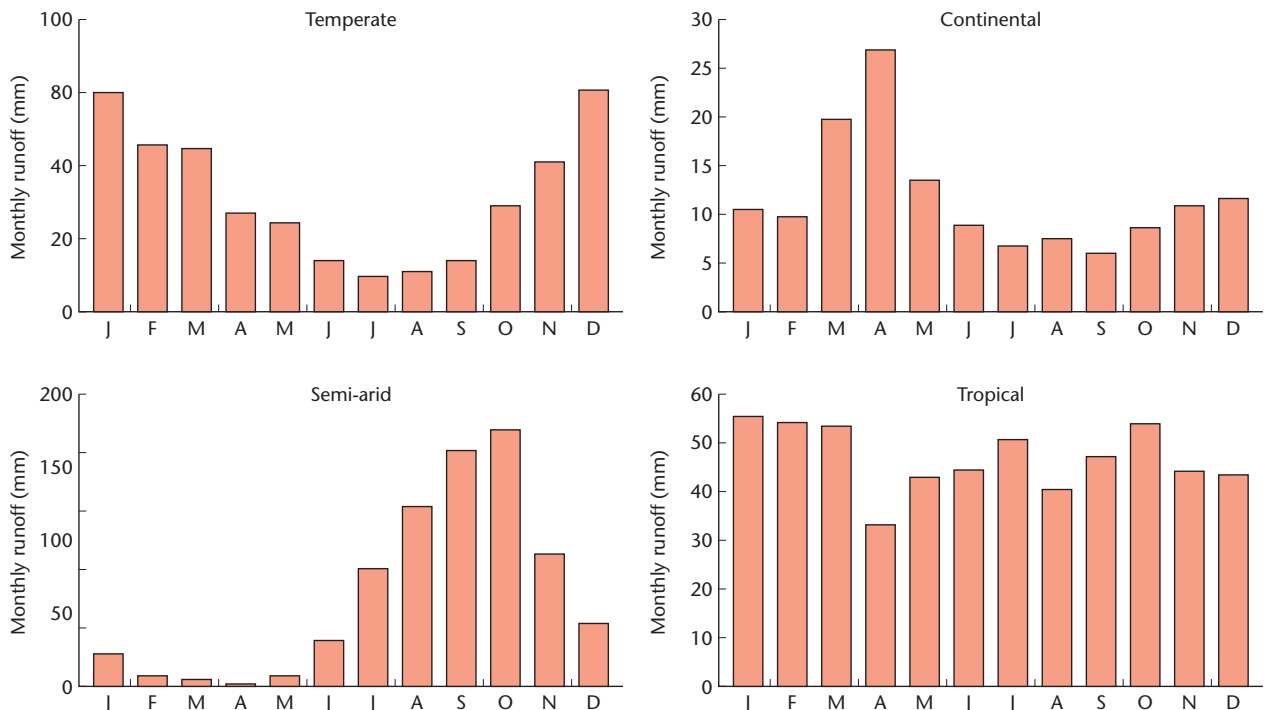 Temperate
Monthly runoff (mm)
100
80
40
20
0
J F M A M J J A S O N D
Continental
Monthly runoff (mm)
30
25
20
15
10
5
0
J F M A M J J A S O N D
Semi-arid
Monthly runoff (mm)
200
150
100
50
0
J F M A M J J A S O N D
Tropical
Monthly runoff (mm)
60
50
40
30
20
10
0
J F M A M J J A S O N D